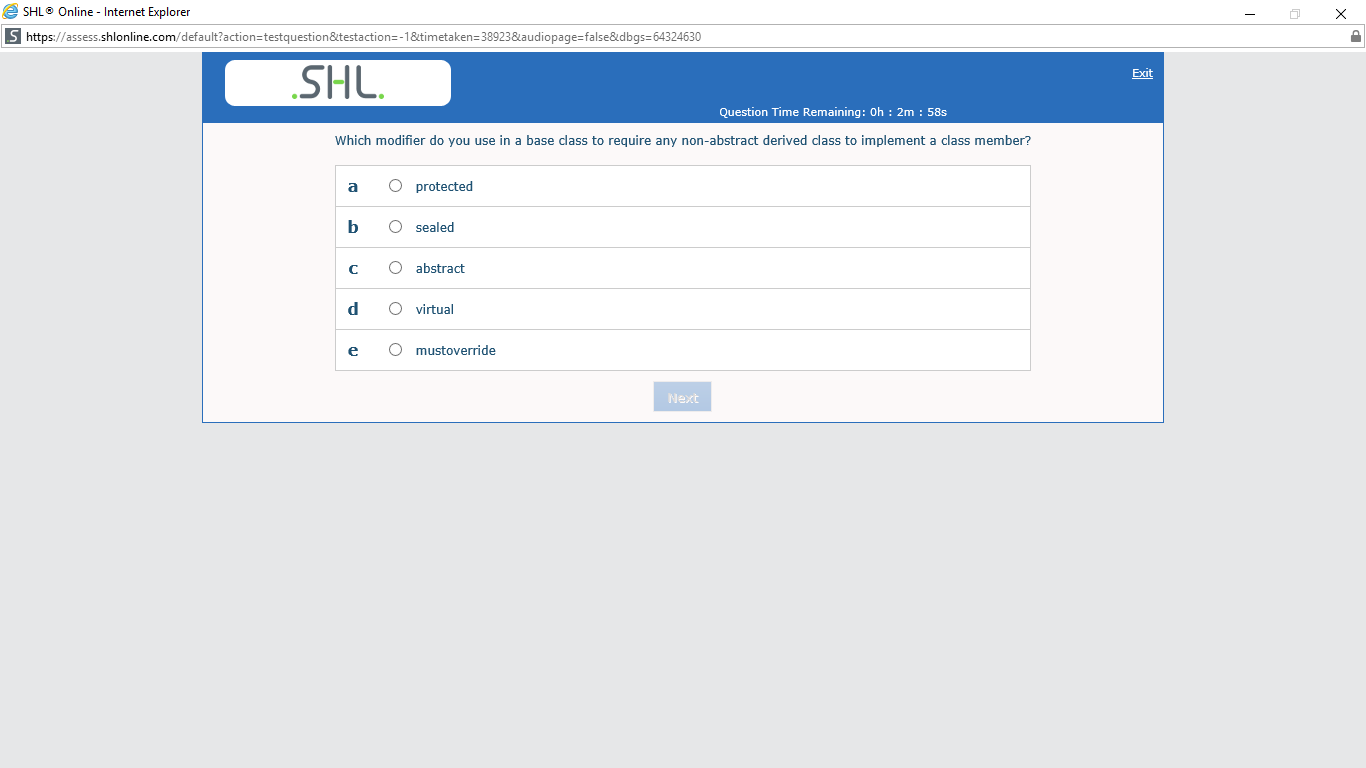 SHL® Online - Internet Explorer
https://assess.shlonline.com/default?action=testquestion&testaction=-1&timetaken=38923&audiopage=false&dbgs=64324630
SHL
Exit
Question Time Remaining: 0h : 2m : 58s
Which modifier do you use in a base class to require any non-abstract derived class to implement a class member?
a protected
b sealed
c abstract
d virtual
e mustoverride
Next